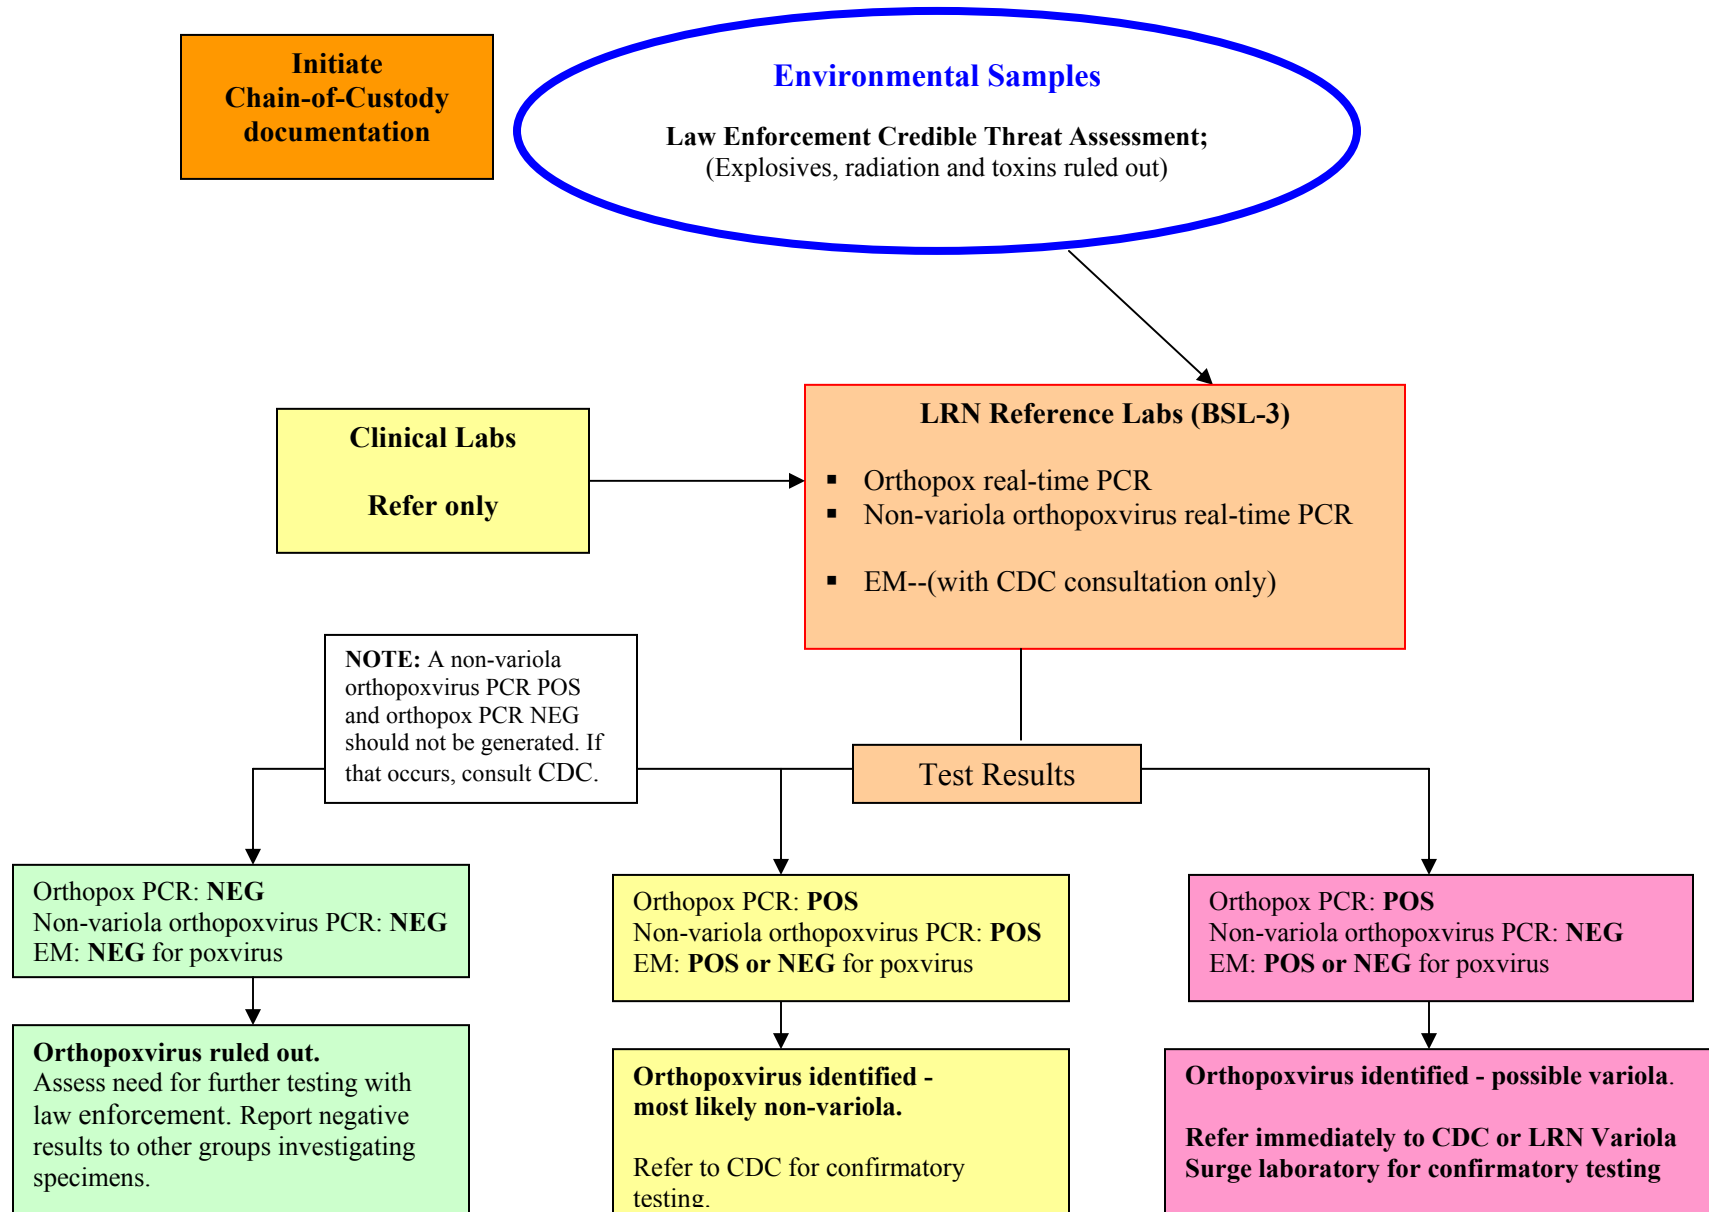 Initiate
Chain-of-Custody
documentation
Environmental Samples
Law Enforcement Credible Threat Assessment;
(Explosives, radiation and toxins ruled out)
Clinical Labs
Refer only
LRN Reference Labs (BSL-3)
▪ Orthopox real-time PCR
▪ Non-variola orthopoxvirus real-time PCR
▪ EM--(with CDC consultation only)
NOTE: A non-variola
orthopoxvirus PCR POS
and orthopox PCR NEG
should not be generated. If
that occurs, consult CDC.
Test Results
Orthopox PCR: NEG
Non-variola orthopoxvirus PCR: NEG
EM: NEG for poxvirus
Orthopox PCR: POS
Non-variola orthopoxvirus PCR: POS
EM: POS or NEG for poxvirus
Orthopox PCR: POS
Non-variola orthopoxvirus PCR: NEG
EM: POS or NEG for poxvirus
Orthopoxvirus ruled out.
Assess need for further testing with
law enforcement. Report negative
results to other groups investigating
specimens.
Orthopoxvirus identified -
most likely non-variola.
Refer to CDC for confirmatory
testing.
Orthopoxvirus identified - possible variola.
Refer immediately to CDC or LRN Variola
Surge laboratory for confirmatory testing